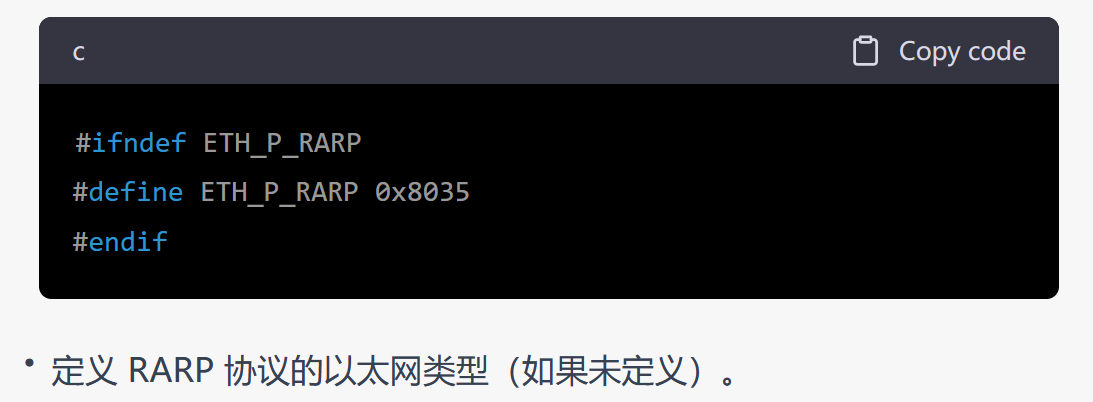 c Copy code
#ifndef ETH_P_RARP
#define ETH_P_RARP 0x8035
#endif
• 定义 RARP 协议的以太网类型（如果未定义）。